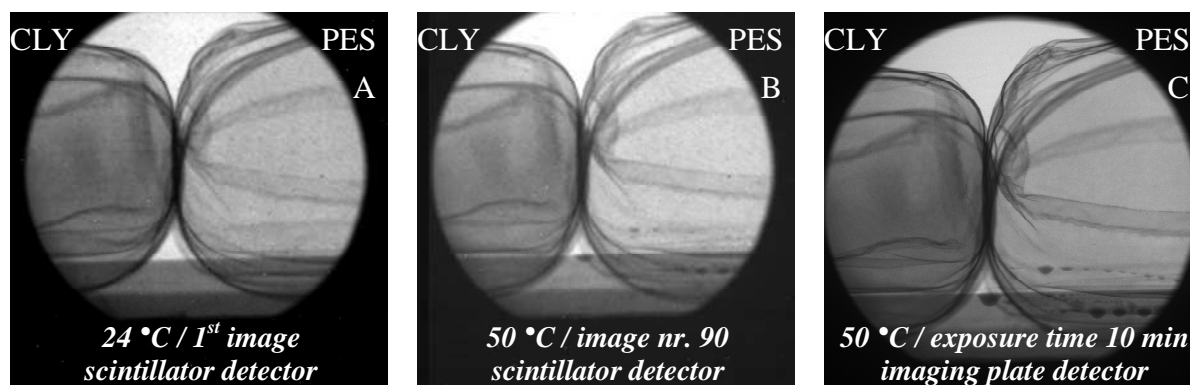 CLY PES
A
24 °C / 1st image
scintillator detector
CLY PES
B
50 °C / image nr. 90
scintillator detector
CLY PES
C
50 °C / exposure time 10 min
imaging plate detector